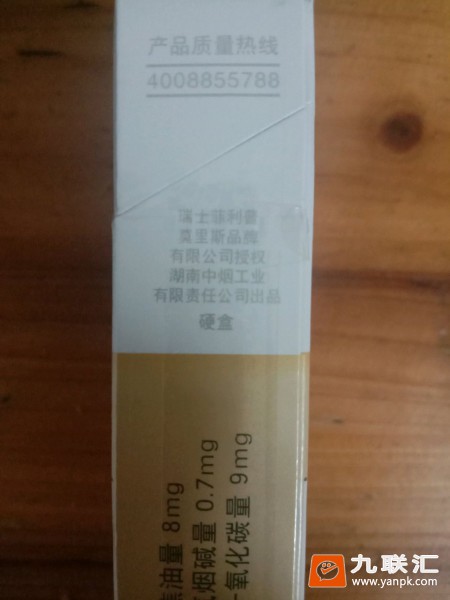 产品质量热线
4008855788
瑞士菲利普
莫里斯品牌
有限公司授权
湖南中烟工业
有限责任公司出品
硬盒
焦油量 8mg
烟碱量 0.7mg
一氧化碳量 9mg
九联汇
www.yanpk.com